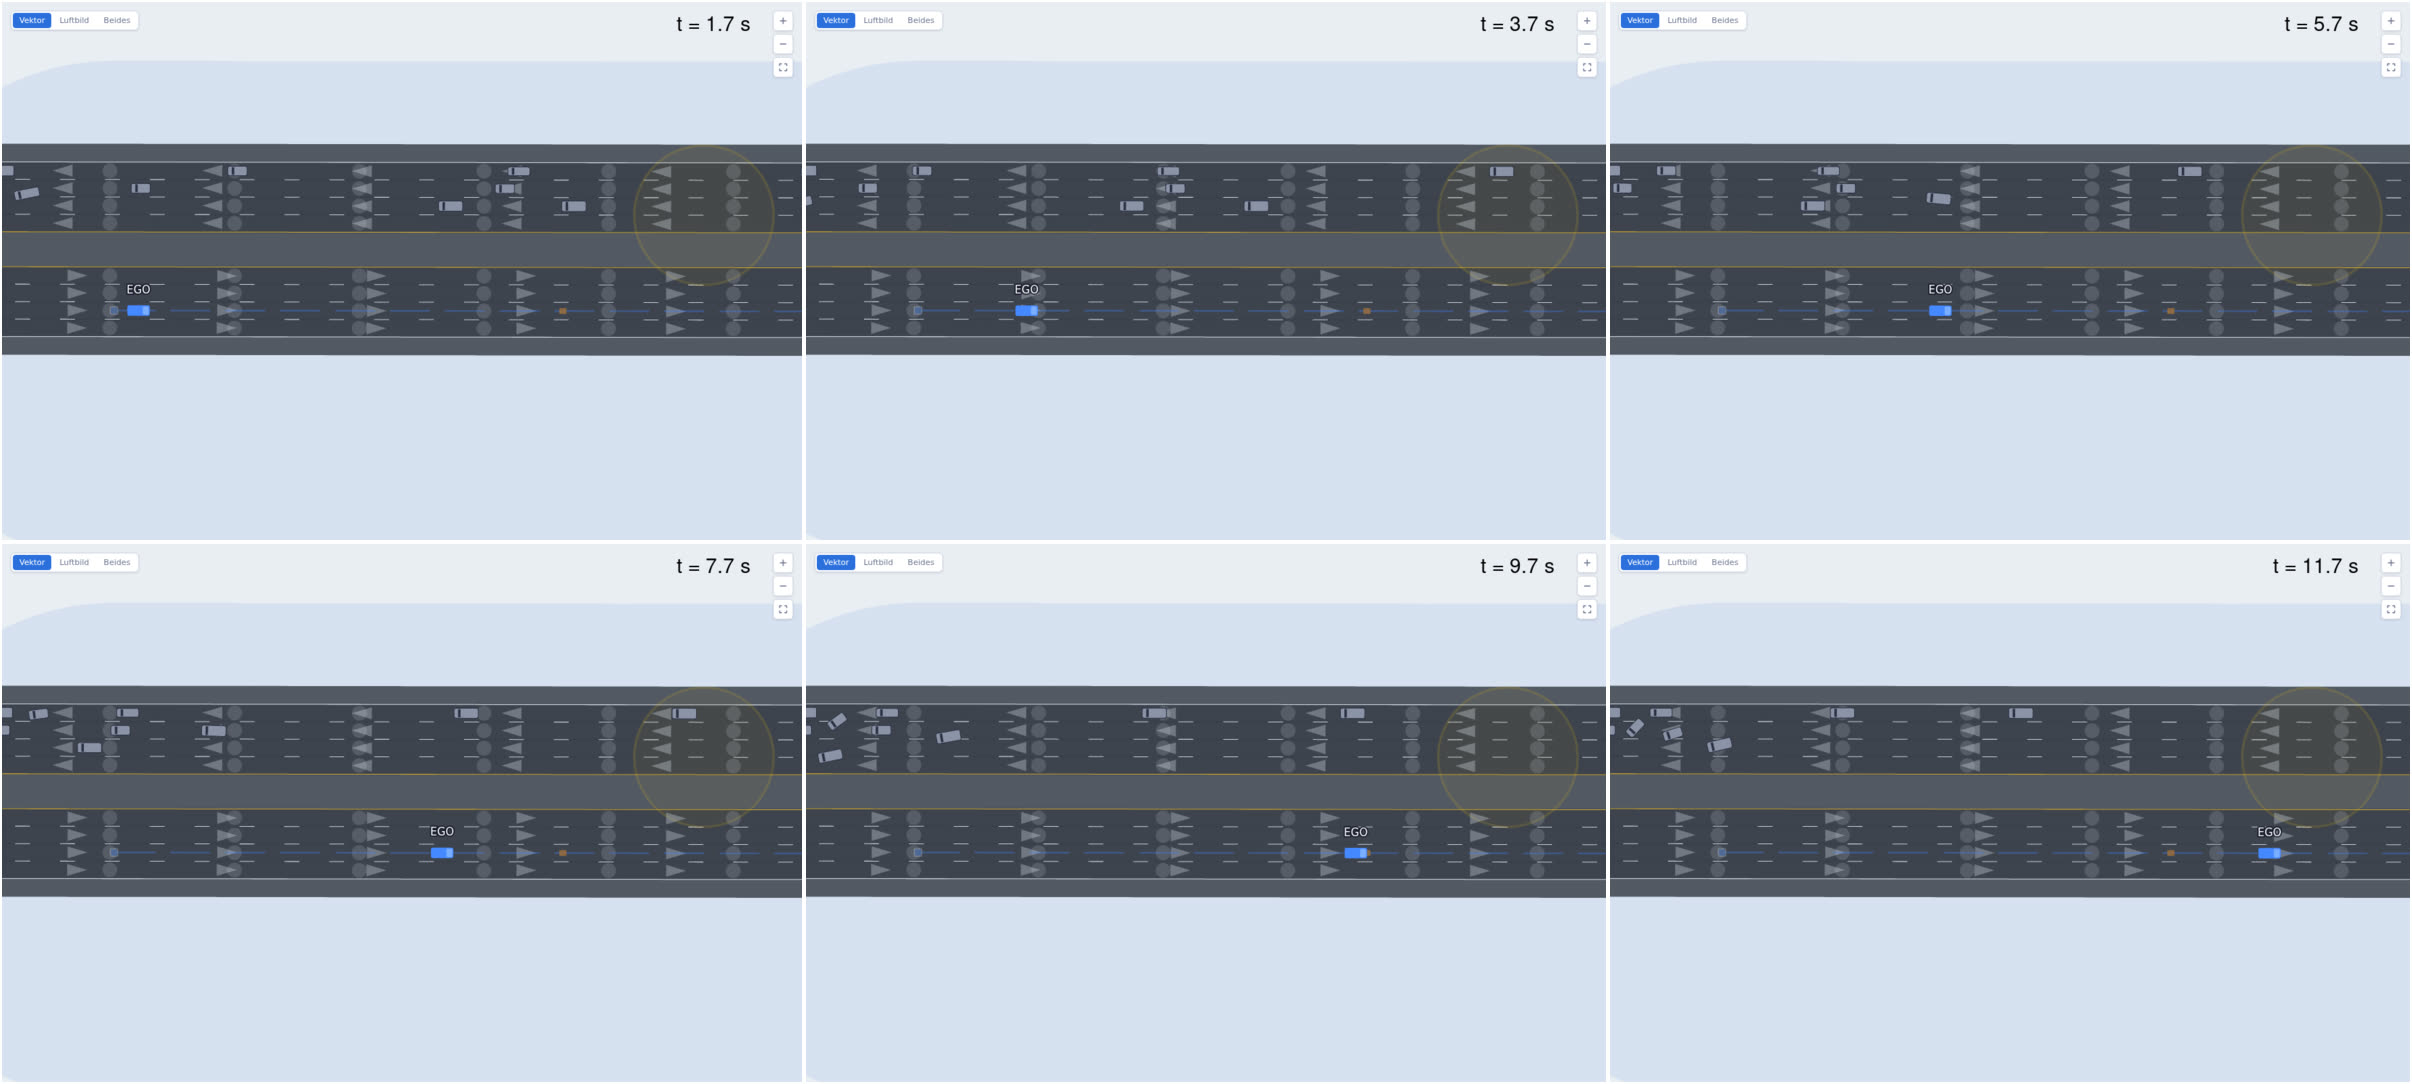 Vektor Luftbild Beides
t = 1.7 s
+
−
EGO
Vektor Luftbild Beides
t = 3.7 s
+
−
EGO
Vektor Luftbild Beides
t = 5.7 s
+
−
EGO
Vektor Luftbild Beides
t = 7.7 s
+
−
EGO
Vektor Luftbild Beides
t = 9.7 s
+
−
EGO
Vektor Luftbild Beides
t = 11.7 s
+
−
EGO